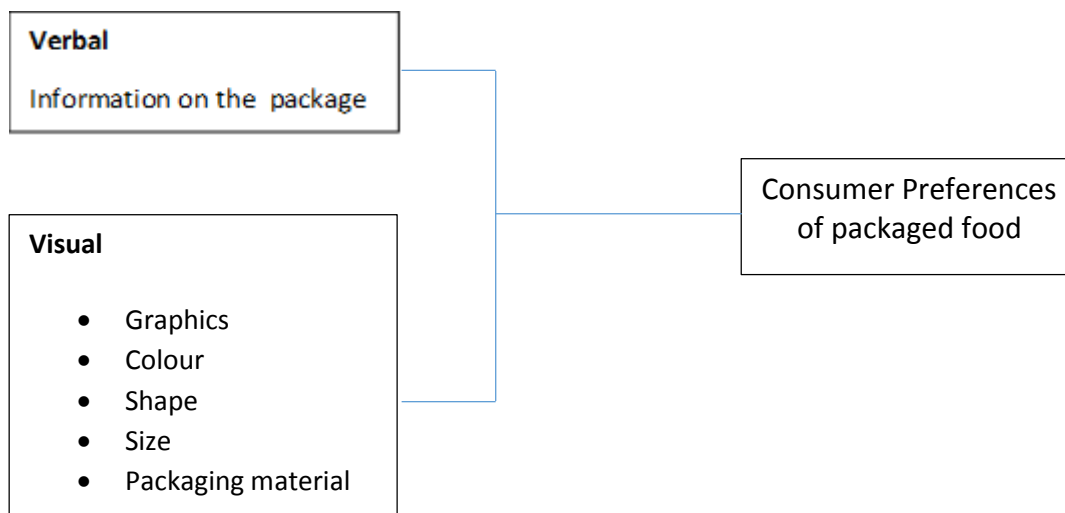 Verbal
Information on the package
Visual
• Graphics
• Colour
• Shape
• Size
• Packaging material
Consumer Preferences
of packaged food